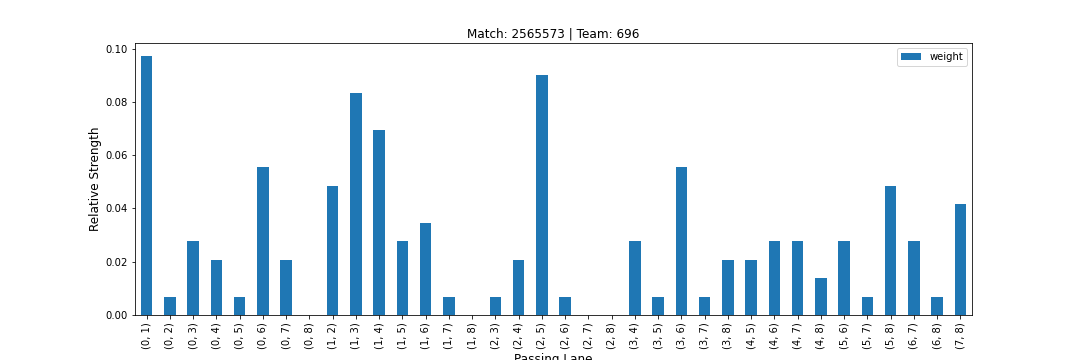 Match: 2565573 | Team: 696
weight
Relative Strength
0.10
0.08
0.06
0.04
0.02
0.00
(0, 1) (0, 2) (0, 3) (0, 4) (0, 5) (0, 6) (0, 7) (0, 8) (1, 2) (1, 3) (1, 4) (1, 5) (1, 6) (1, 7) (1, 8) (2, 3) (2, 4) (2, 5) (2, 6) (2, 7) (2, 8) (3, 4) (3, 5) (3, 6) (3, 7) (3, 8) (4, 5) (4, 6) (4, 7) (4, 8) (5, 6) (5, 7) (5, 8) (6, 7) (6, 8) (7, 8)
Passing Lane